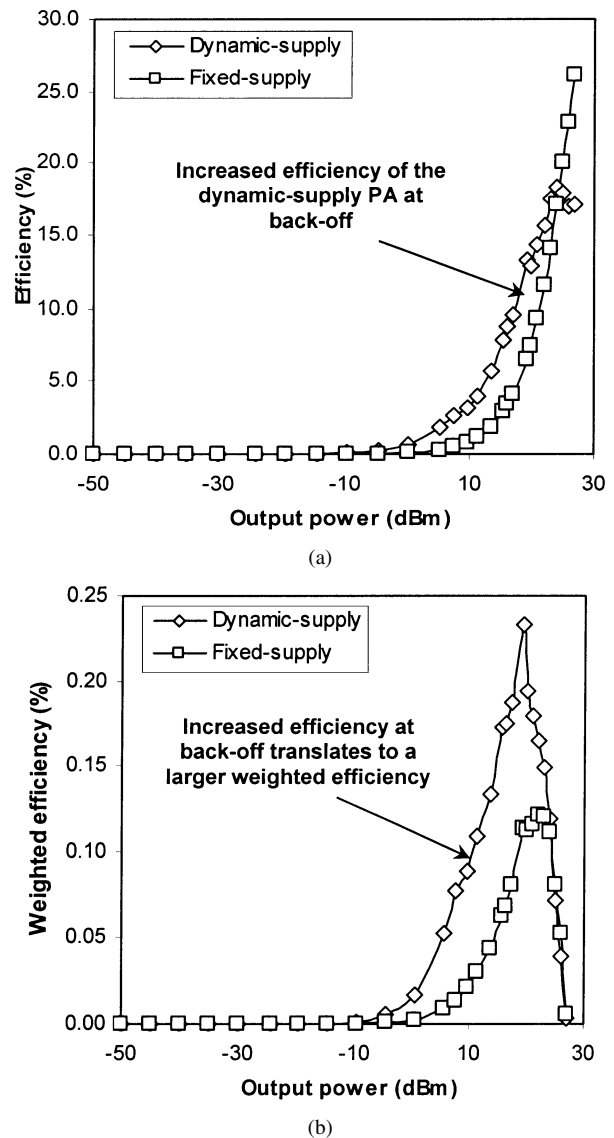 Dynamic-supply
Fixed-supply
30.0
25.0
20.0
15.0
10.0
5.0
0.0
Efficiency (%)
Increased efficiency of the
dynamic-supply PA at
back-off
-50
-30
-10
10
30
Output power (dBm)
(a)
Dynamic-supply
Fixed-supply
0.25
0.20
0.15
0.10
0.05
0.00
Weighted efficiency (%)
Increased efficiency at
back-off translates to a
larger weighted efficiency
-50
-30
-10
10
30
Output power (dBm)
(b)